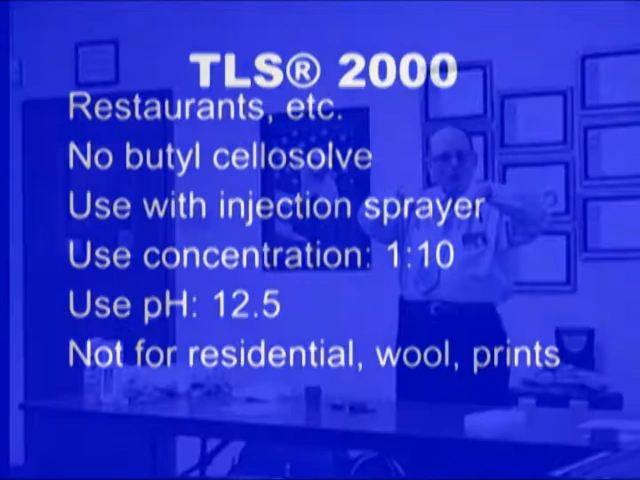 TLS® 2000
Restaurants, etc.
No butyl cellosolve
Use with injection sprayer
Use concentration: 1:10
Use pH: 12.5
Not for residential, wool, prints